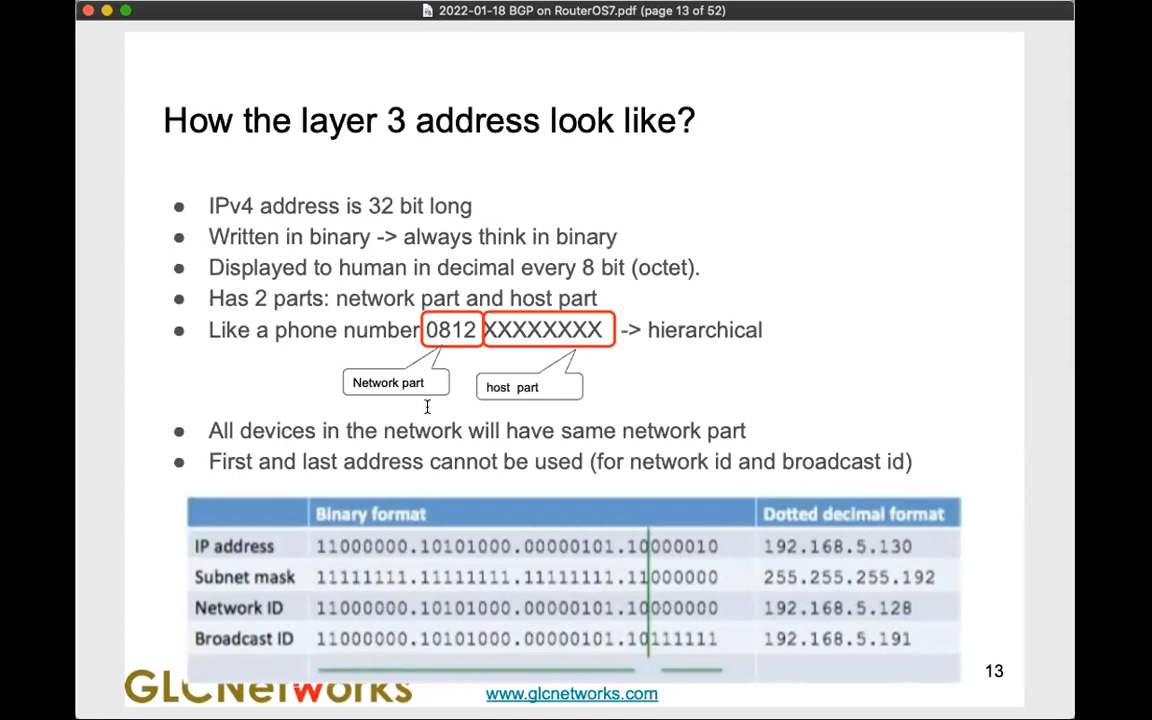 2022-01-18 BGP on RouterOS7.pdf (page 13 of 52)
How the layer 3 address look like?
● IPv4 address is 32 bit long
● Written in binary -> always think in binary
● Displayed to human in decimal every 8 bit (octet).
● Has 2 parts: network part and host part
● Like a phone number 0812 XXXXXXXX -> hierarchical
Network part host part
● All devices in the network will have same network part
● First and last address cannot be used (for network id and broadcast id)
Binary format Dotted decimal format
IP address 11000000.10101000.00000101.10000010 192.168.5.130
Subnet mask 11111111.11111111.11111111.11000000 255.255.255.192
Network ID 11000000.10101000.00000101.10000000 192.168.5.128
Broadcast ID 11000000.10101000.00000101.10111111 192.168.5.191
13
GLCNetworks www.glcnetworks.com